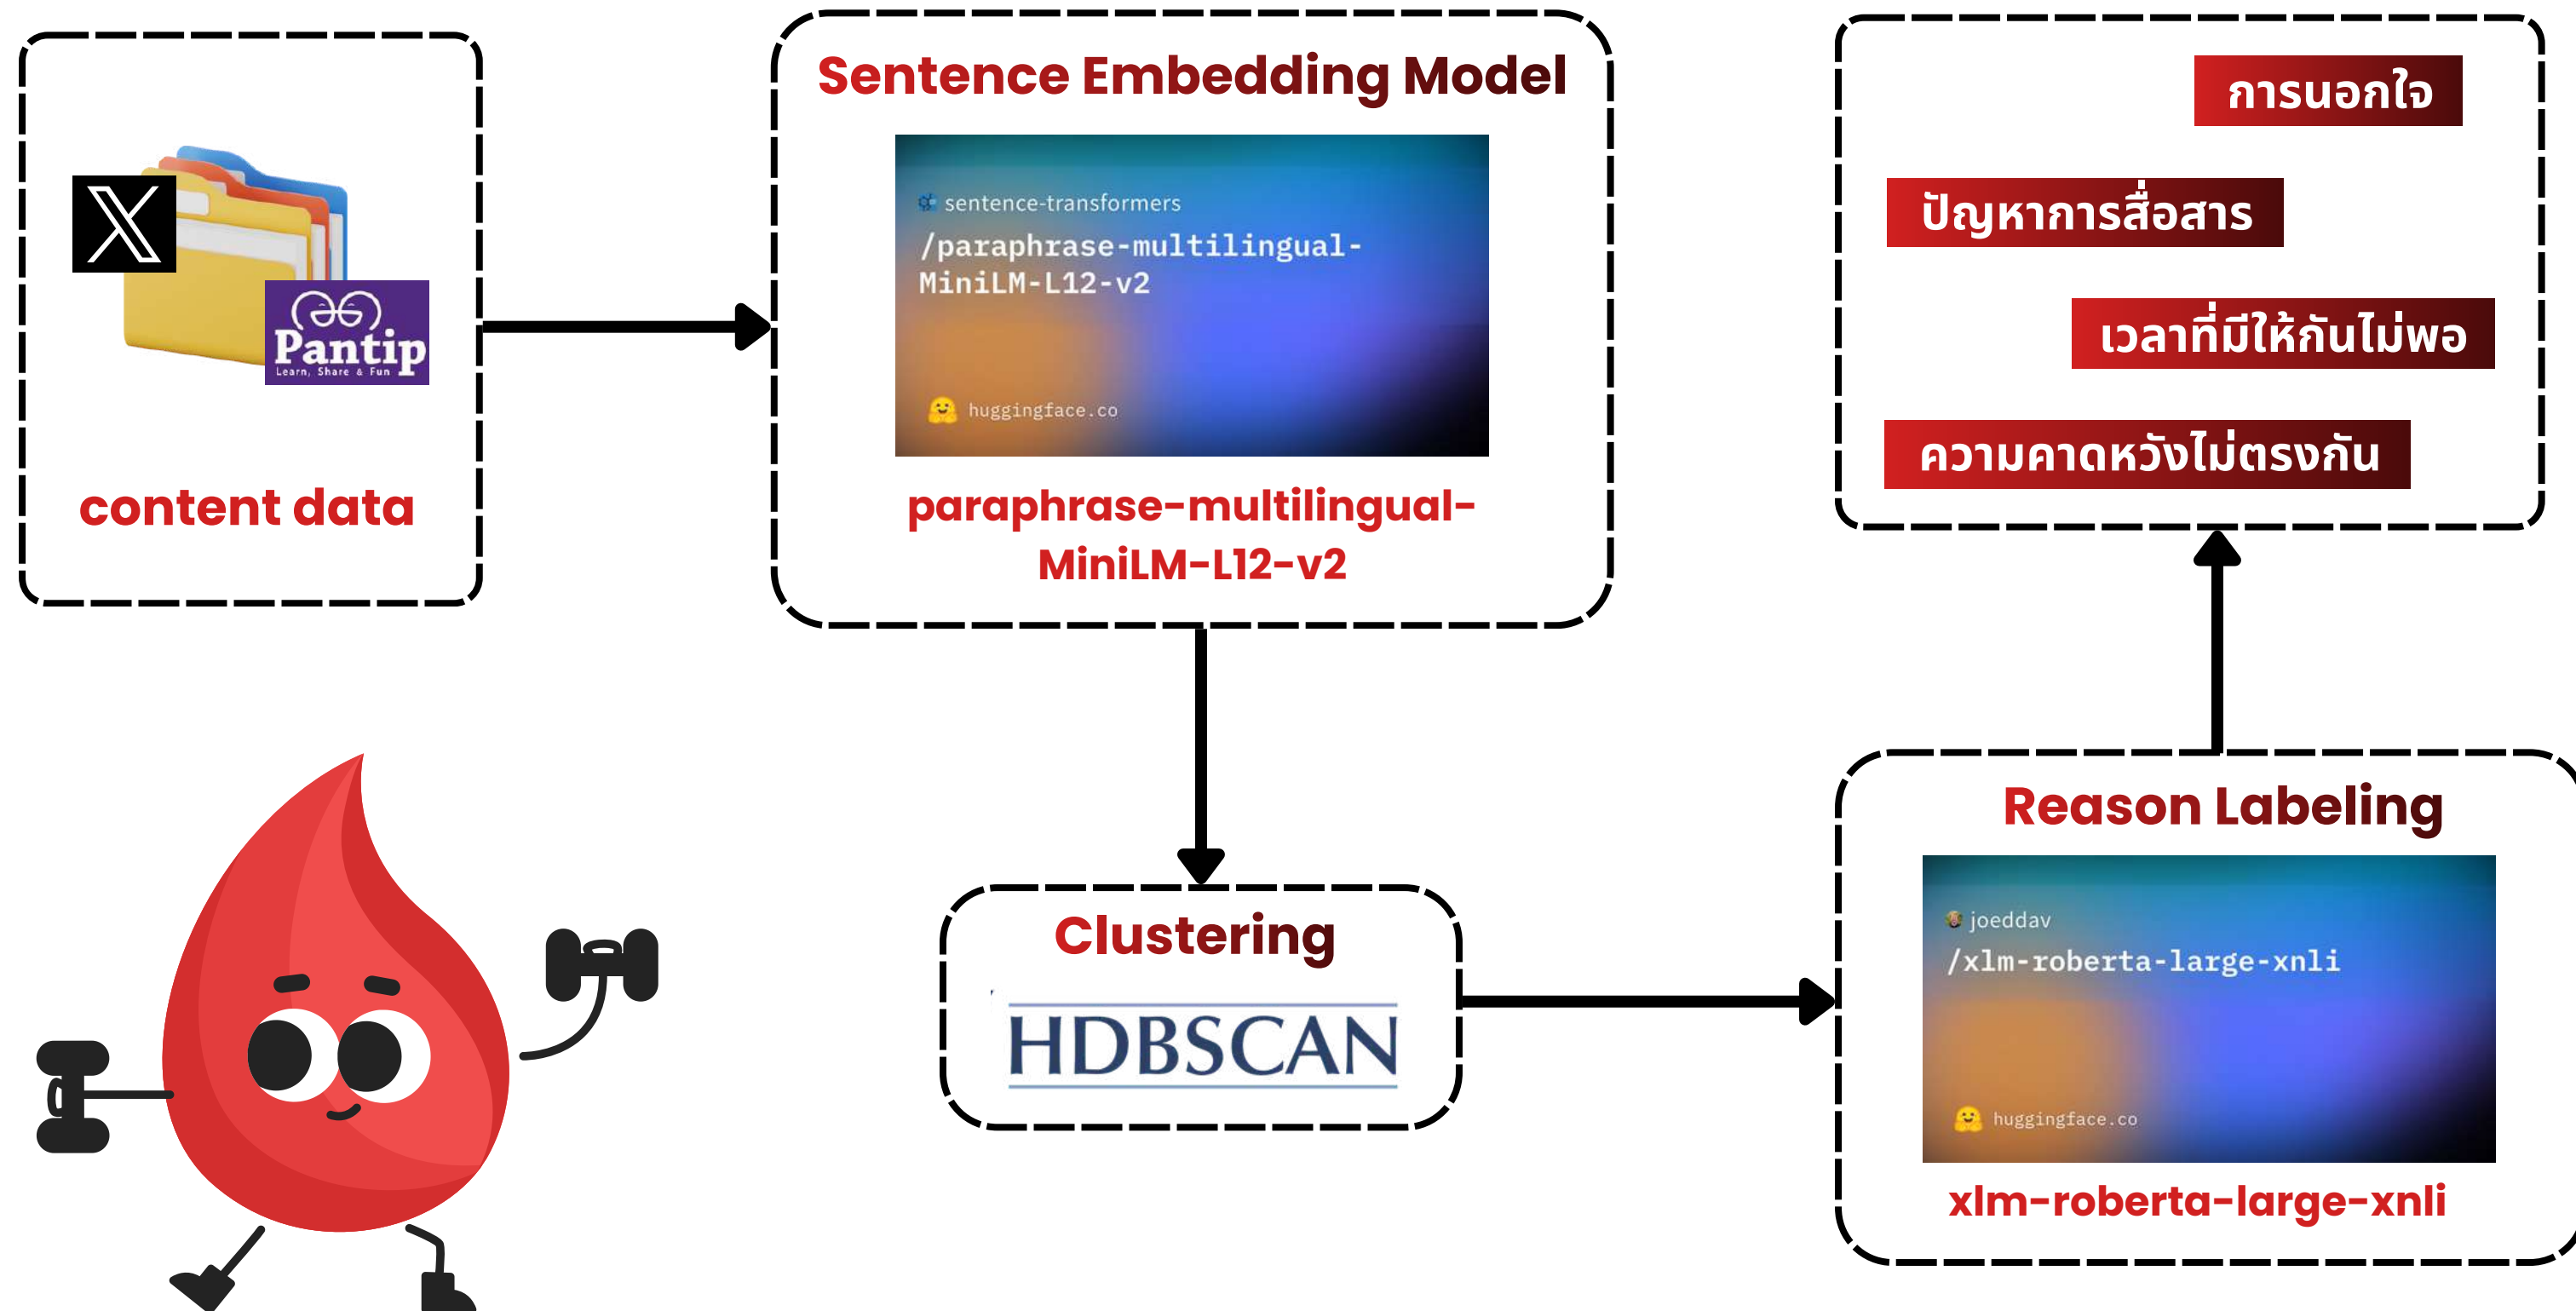 Pantip
Learn, Share & Fun
content data
Sentence Embedding Model
sentence-transformers
/paraphrase-multilingual-
MiniLM-L12-v2
huggingface.co
paraphrase-multilingual-
MiniLM-L12-v2
Clustering
HDBSCAN
Reason Labeling
joeddav
/xlm-roberta-large-xnli
huggingface.co
xlm-roberta-large-xnli
การนอกใจ
ปัญหาการสื่อสาร
เวลาที่มีให้กันไม่พอ
ความคาดหวังไม่ตรงกัน